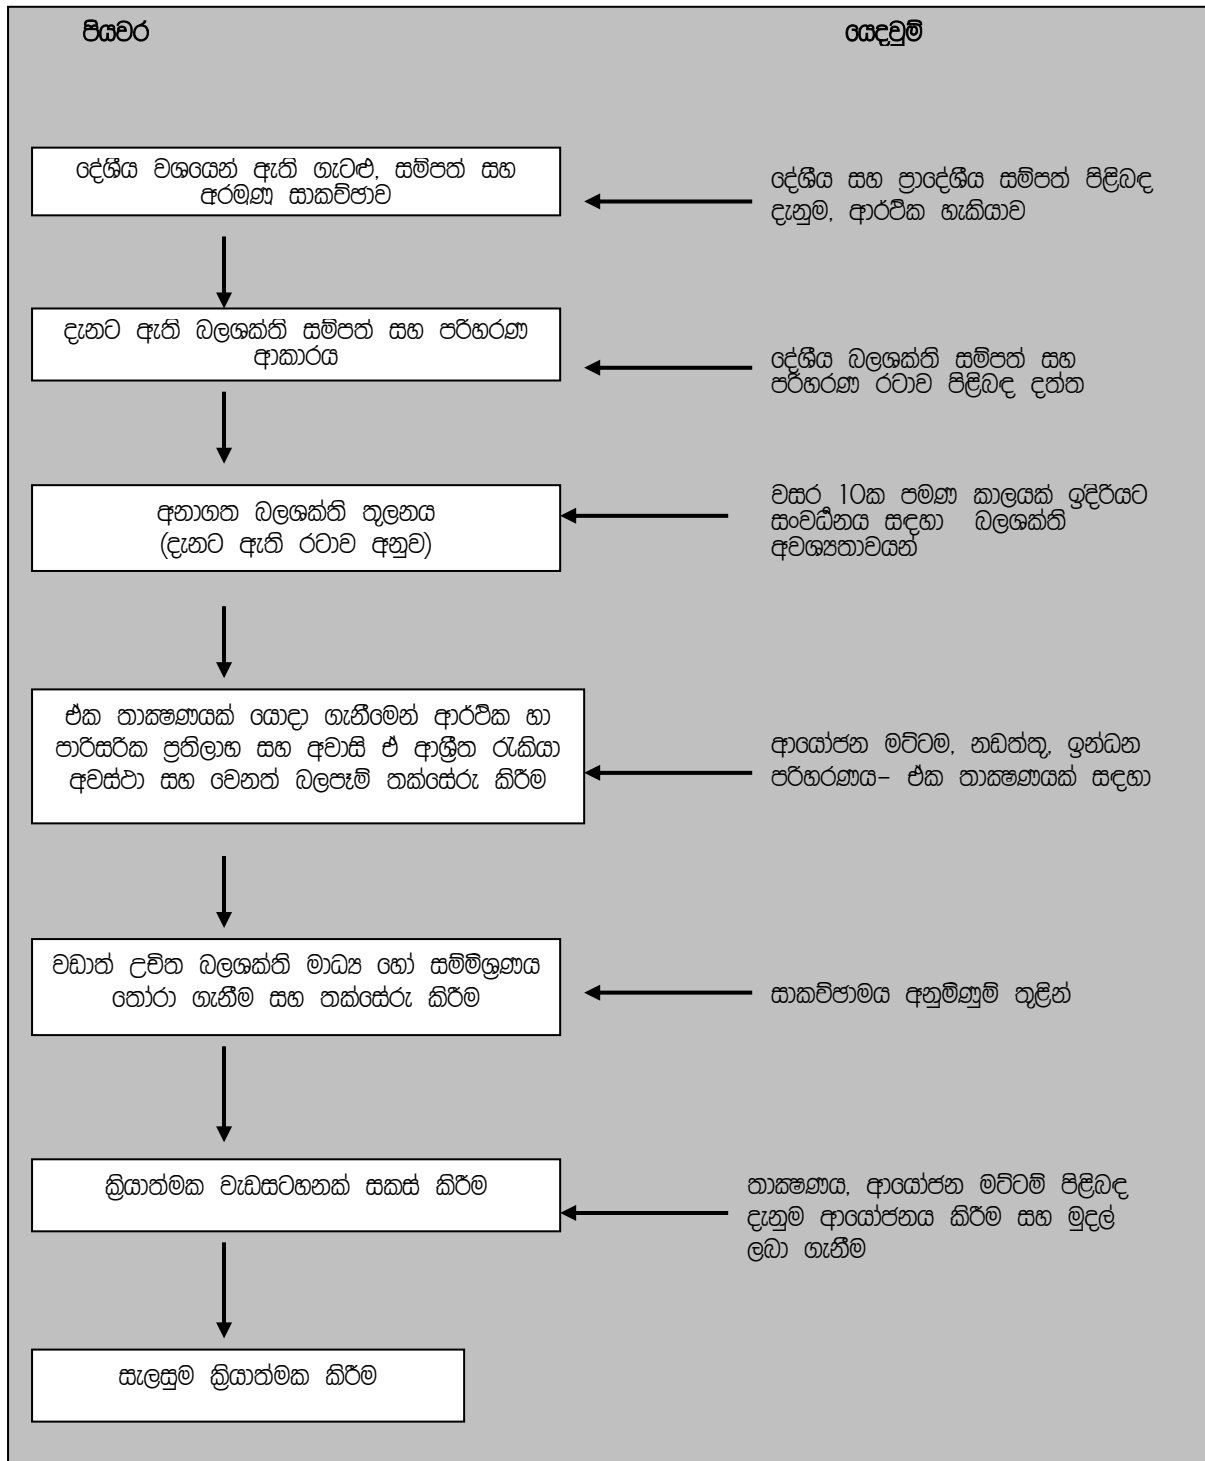 පියවර
යෙදවුම්
දේශීය වශයෙන් ඇති ගැටළු, සම්පත් සහ
අරමණ සාකච්ඡාව
දේශීය සහ ප්‍රාදේශීය සම්පත් පිළිබඳ
දැනුම, ආර්ථික හැකියාව
දැනට ඇති බලශක්ති සම්පත් සහ පරිහරණ
ආකාරය
දේශීය බලශක්ති සම්පත් සහ
පරිහරණ රටාව පිළිබඳ දත්ත
අනාගත බලශක්ති තුලනය
(දැනට ඇති රටාව අනුව)
වසර 10ක පමණ කාලයක් ඉදිරියට
සංවර්ධනය සඳහා බලශක්ති
අවශ්‍යතාවයන්
ඒක තාක්‍ෂණයක් යොදා ගැනීමෙන් ආර්ථික හා
පාරිසරික ප්‍රතිලාභ සහ අවාසි ඒ ආශ්‍රීත රැකියා
අවස්ථා සහ වෙනත් බලපෑම් තක්සේරු කිරීම
ආයෝජන මට්ටම, නඩත්තු, ඉන්ධන
පරිහරණය– ඒක තාක්‍ෂණයක් සඳහා
වඩාත් උචිත බලශක්ති මාධ්‍ය හෝ සම්මිශ්‍රණය
තෝරා ගැනීම සහ තක්සේරු කිරීම
සාකච්ඡාමය අනුමිණුම් තුළින්
ක්‍රියාත්මක වැඩසටහනක් සකස් කිරීම
තාක්‍ෂණය, ආයෝජන මට්ටම් පිළිබඳ
දැනුම ආයෝජනය කිරීම සහ මුදල්
ලබා ගැනීම
සැලසුම ක්‍රියාත්මක කිරීම